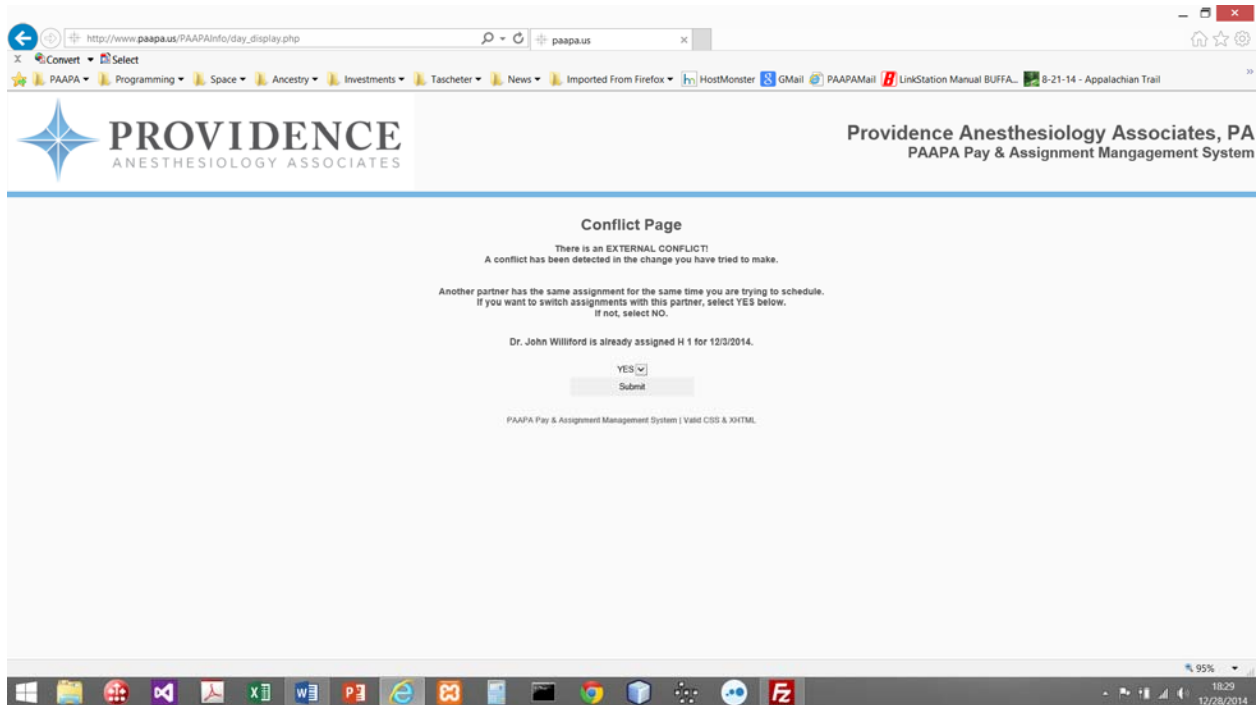 http://www.paapa.us/PAAPAInfo/day_display.php
paapa.us
x Convert Select
PAAPA Programming Space Ancestry Investments Tascheter News Imported From Firefox HostMonster GMail PAAPAMail LinkStation Manual BUFFA... 8-21-14 - Appalachian Trail
PROVIDENCE
ANESTHESIOLOGY ASSOCIATES
Providence Anesthesiology Associates, PA
PAAPA Pay & Assignment Mangagement System
Conflict Page
There is an EXTERNAL CONFLICT!
A conflict has been detected in the change you have tried to make.
Another partner has the same assignment for the same time you are trying to schedule.
If you want to switch assignments with this partner, select YES below.
If not, select NO.
Dr. John Williford is already assigned H 1 for 12/3/2014.
YES
Submit
PAAPA Pay & Assignment Management System | Valid CSS & XHTML.
95%
18:29
12/28/2014